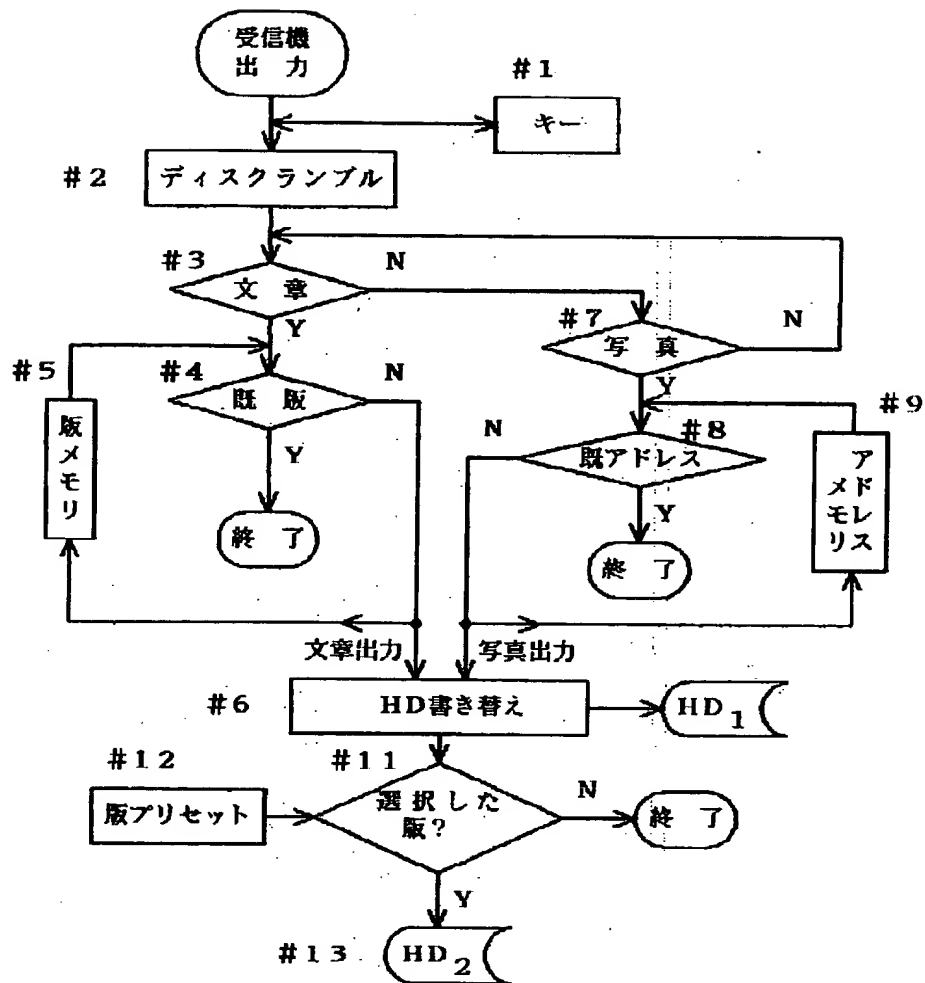 受信機
出 力
#1
キー
#2
ディスクランブル
#3
文 章
N
Y
#7
写 真
N
Y
#5
版メモリ
#4
既 版
N
Y
終 了
#9
アドレス
メモリ
#8
既アドレス
N
Y
終 了
文章出力
写真出力
#6
HD書き替え
HD1
#12
版プリセット
#11
選択した
版?
N
終 了
Y
#13
HD2